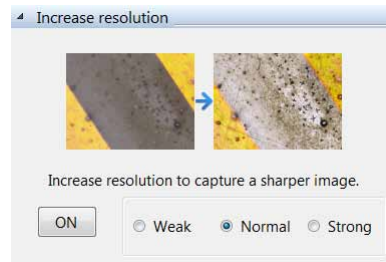 Increase resolution
Increase resolution to capture a sharper image.
ON
Weak
Normal
Strong